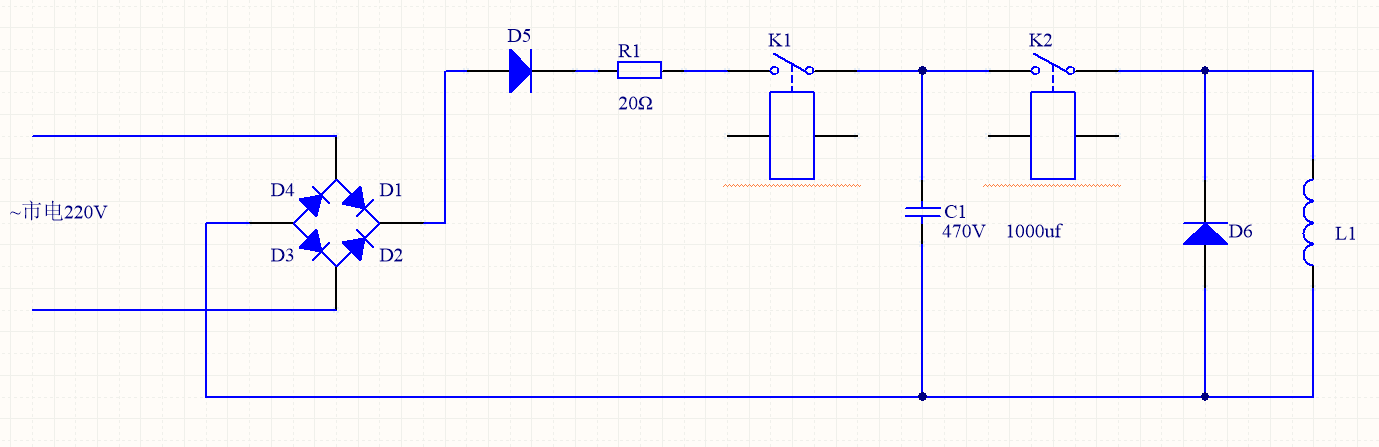 D5
R1
20Ω
K1
K2
D4
D1
~市电220V
D3
D2
C1
470V 1000uf
D6
L1